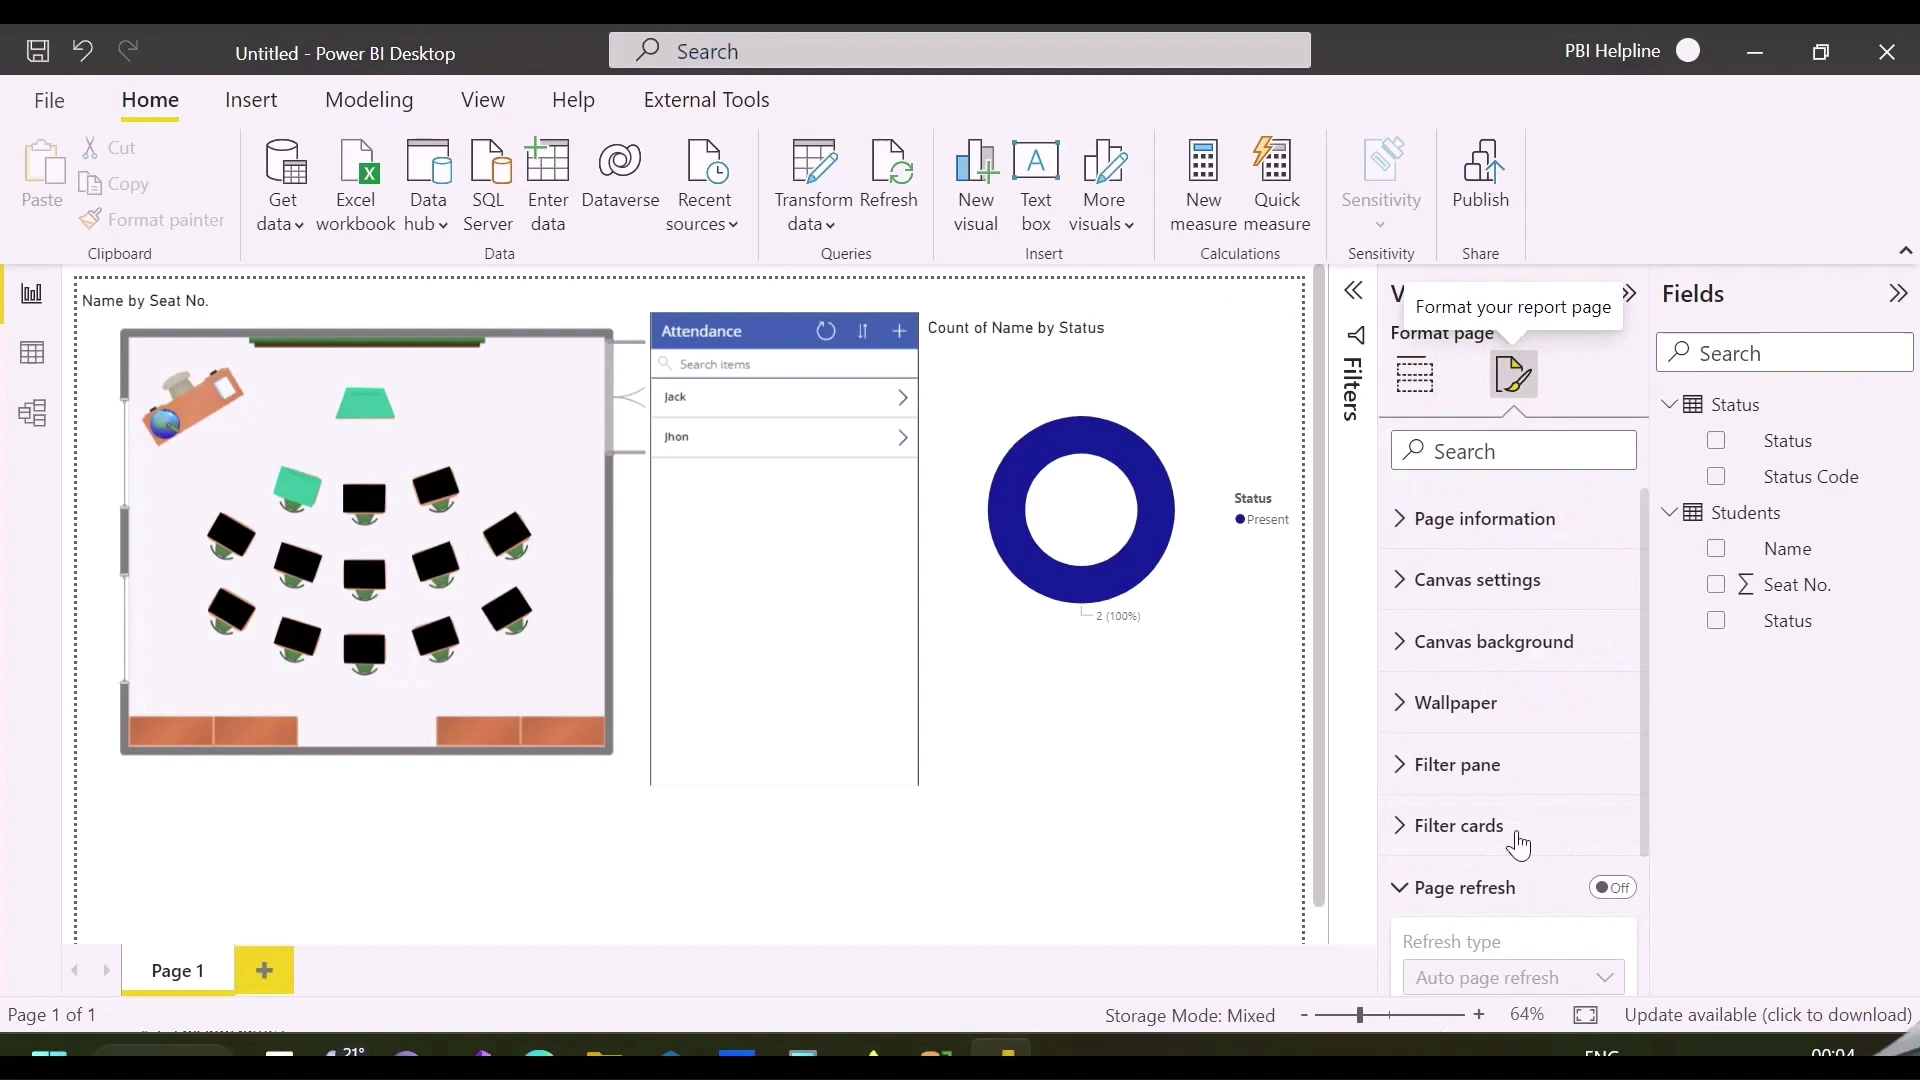 Untitled - Power BI Desktop
Search
PBI Helpline
File
Home
Insert
Modeling
View
Help
External Tools
Paste
Cut
Copy
Format painter
Clipboard
Get data
Excel workbook
Data hub
SQL Server
Enter data
Dataverse
Recent sources
Data
Transform data
Refresh
Queries
New visual
Text box
More visuals
Insert
New measure
Quick measure
Calculations
Sensitivity
Sensitivity
Publish
Share
Name by Seat No.
Attendance
Search items
Jack
Jhon
Count of Name by Status
Status
Present
2 (100%)
Filters
V
Format your report page
Format page
Search
Page information
Canvas settings
Canvas background
Wallpaper
Filter pane
Filter cards
Page refresh
Off
Refresh type
Auto page refresh
Fields
Search
Status
Status
Status Code
Students
Name
Seat No.
Status
Page 1
Page 1 of 1
Storage Mode: Mixed
64%
Update available (click to download)
21°
ENG
00:04